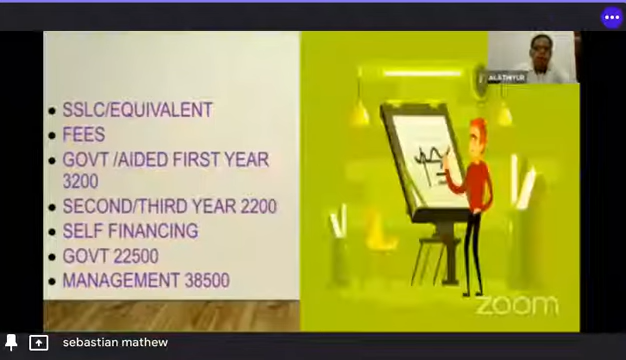 ALATHIYUR
SSLC/EQUIVALENT
FEES
GOVT /AIDED FIRST YEAR
3200
SECOND/THIRD YEAR 2200
SELF FINANCING
GOVT 22500
MANAGEMENT 38500
zoom
sebastian mathew